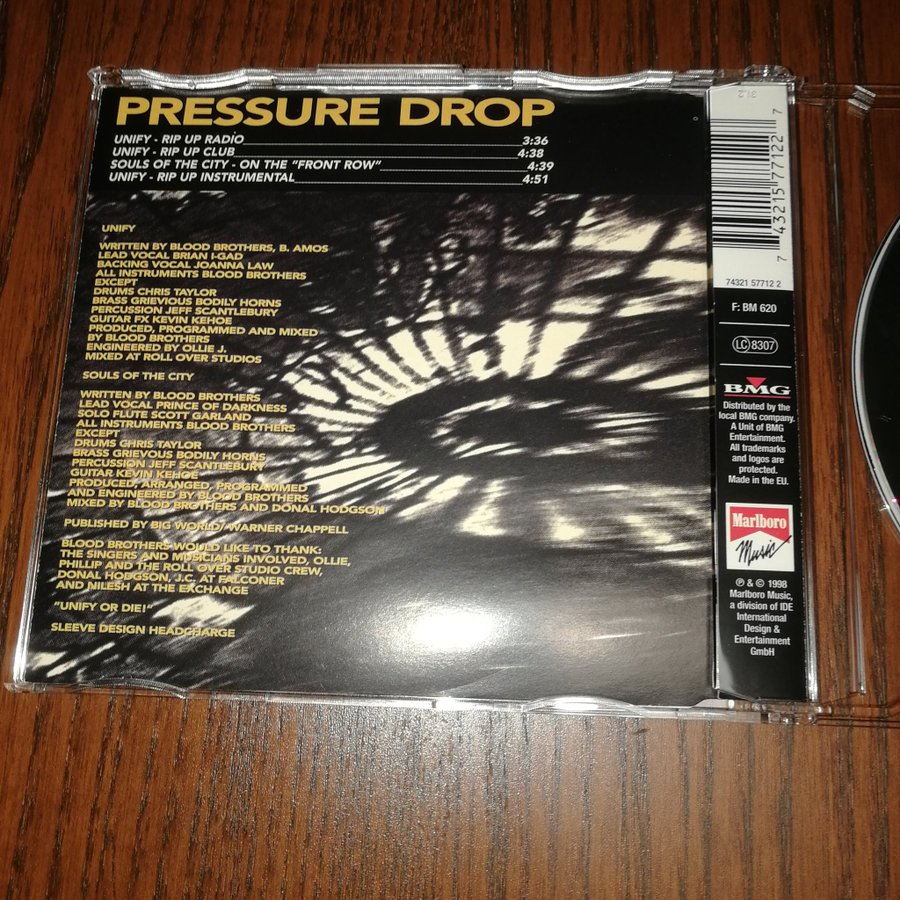 PRESSURE DROP
UNIFY - RIP UP RADIO 3:36
UNIFY - RIP UP CLUB 4:38
SOULS OF THE CITY - ON THE "FRONT ROW" 4:39
UNIFY - RIP UP INSTRUMENTAL 4:51
UNIFY
WRITTEN BY BLOOD BROTHERS, B. AMOS
LEAD VOCAL BRIAN I-GAD
BACKING VOCAL JOANNA LAW
ALL INSTRUMENTS BLOOD BROTHERS
EXCEPT
DRUMS CHRIS TAYLOR
BRASS GRIEVIOUS BODILY HORNS
PERCUSSION JEFF SCANTLEBURY
GUITAR FX KEVIN KEHOE
PRODUCED, PROGRAMMED AND MIXED
BY BLOOD BROTHERS
ENGINEERED BY OLLIE J.
MIXED AT ROLL OVER STUDIOS
SOULS OF THE CITY
WRITTEN BY BLOOD BROTHERS
LEAD VOCAL PRINCE OF DARKNESS
SOLO FLUTE SCOTT GARLAND
ALL INSTRUMENTS BLOOD BROTHERS
EXCEPT
DRUMS CHRIS TAYLOR
BRASS GRIEVOUS BODILY HORNS
PERCUSSION JEFF SCANTLEBURY
GUITAR KEVIN KEHOE
PRODUCED, ARRANGED, PROGRAMMED
AND ENGINEERED BY BLOOD BROTHERS
MIXED BY BLOOD BROTHERS AND DONAL HODGSON
PUBLISHED BY BIG WORLD/ WARNER CHAPPELL
BLOOD BROTHERS WOULD LIKE TO THANK:
THE SINGERS AND MUSICIANS INVOLVED, OLLIE,
PHILLIP AND THE ROLL OVER STUDIO CREW,
DONAL HODGSON, J.C. AT FALCONER
AND NILESH AT THE EXCHANGE
"UNIFY OR DIE!"
SLEEVE DESIGN HEADCHARGE
31.2
7 43215 77122 7
74321 57712 2
F: BM 620
LC 8307
BMG
Distributed by the
local BMG company.
A Unit of BMG
Entertainment.
All trademarks
and logos are
protected.
Made in the EU.
Marlboro
Music
℗ & © 1998
Marlboro Music,
a division of IDE
International
Design &
Entertainment
GmbH